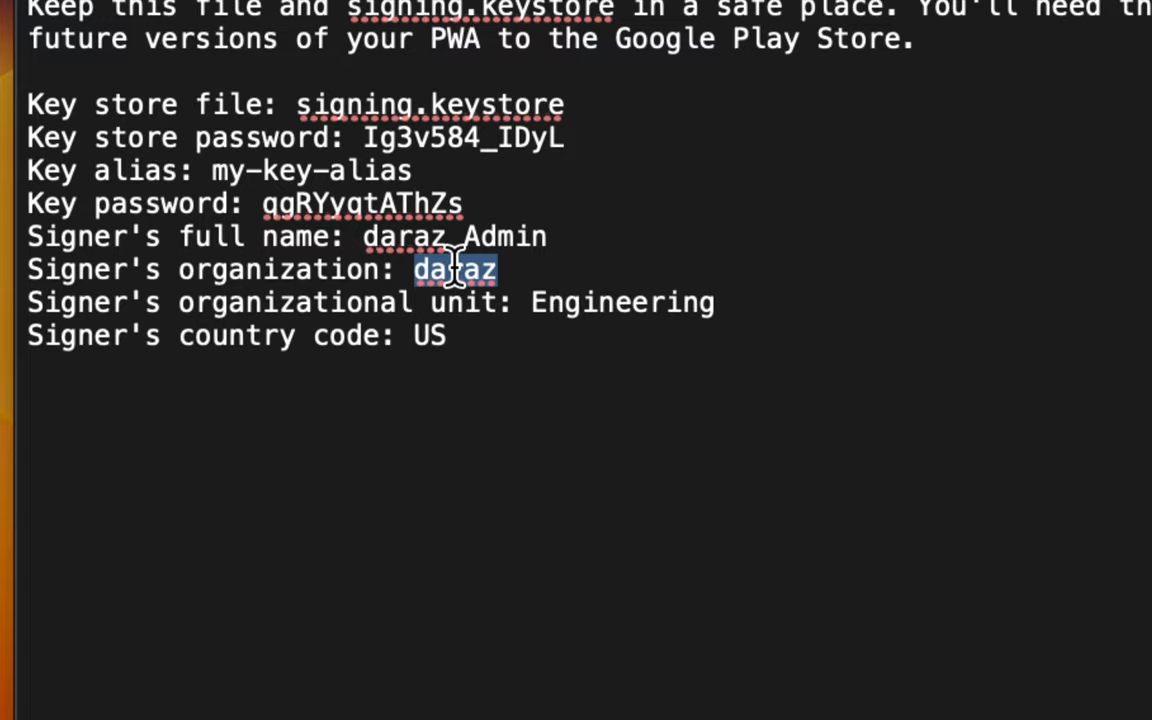 Keep this file and signing.keystore in a safe place. You'll need th
future versions of your PWA to the Google Play Store.
Key store file: signing.keystore
Key store password: Ig3v584_IDyL
Key alias: my-key-alias
Key password: qgRYyqtAThZs
Signer's full name: daraz Admin
Signer's organization: daraz
Signer's organizational unit: Engineering
Signer's country code: US